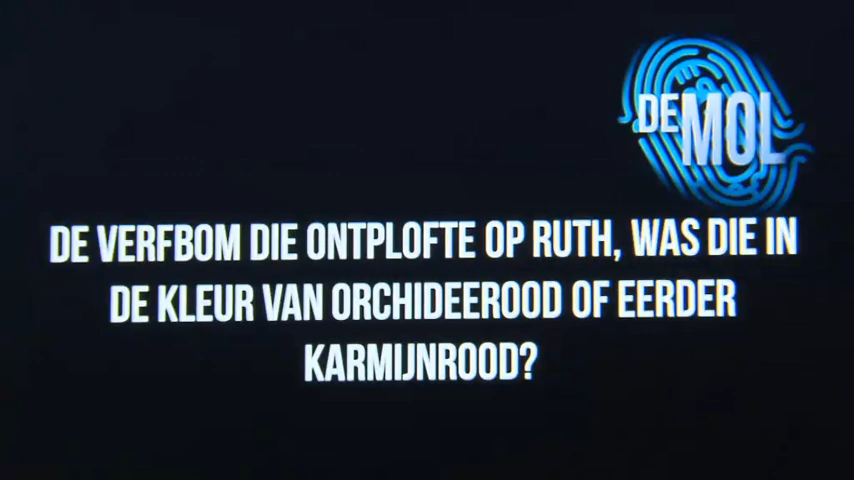 DE MOL
DE VERFBOM DIE ONTPLOFTE OP RUTH, WAS DIE IN
DE KLEUR VAN ORCHIDEEROOD OF EERDER
KARMIJNROOD?